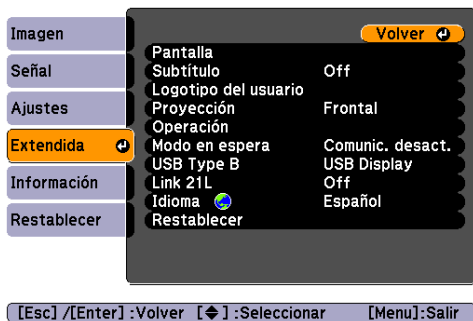 Imagen
Señal
Ajustes
Extendida
Información
Restablecer
Volver
Pantalla
Subtítulo Off
Logotipo del usuario
Proyección Frontal
Operación
Modo en espera Comunic. desact.
USB Type B USB Display
Link 21L Off
Idioma Español
Restablecer
[Esc] /[Enter] :Volver [◆] :Seleccionar [Menu]:Salir